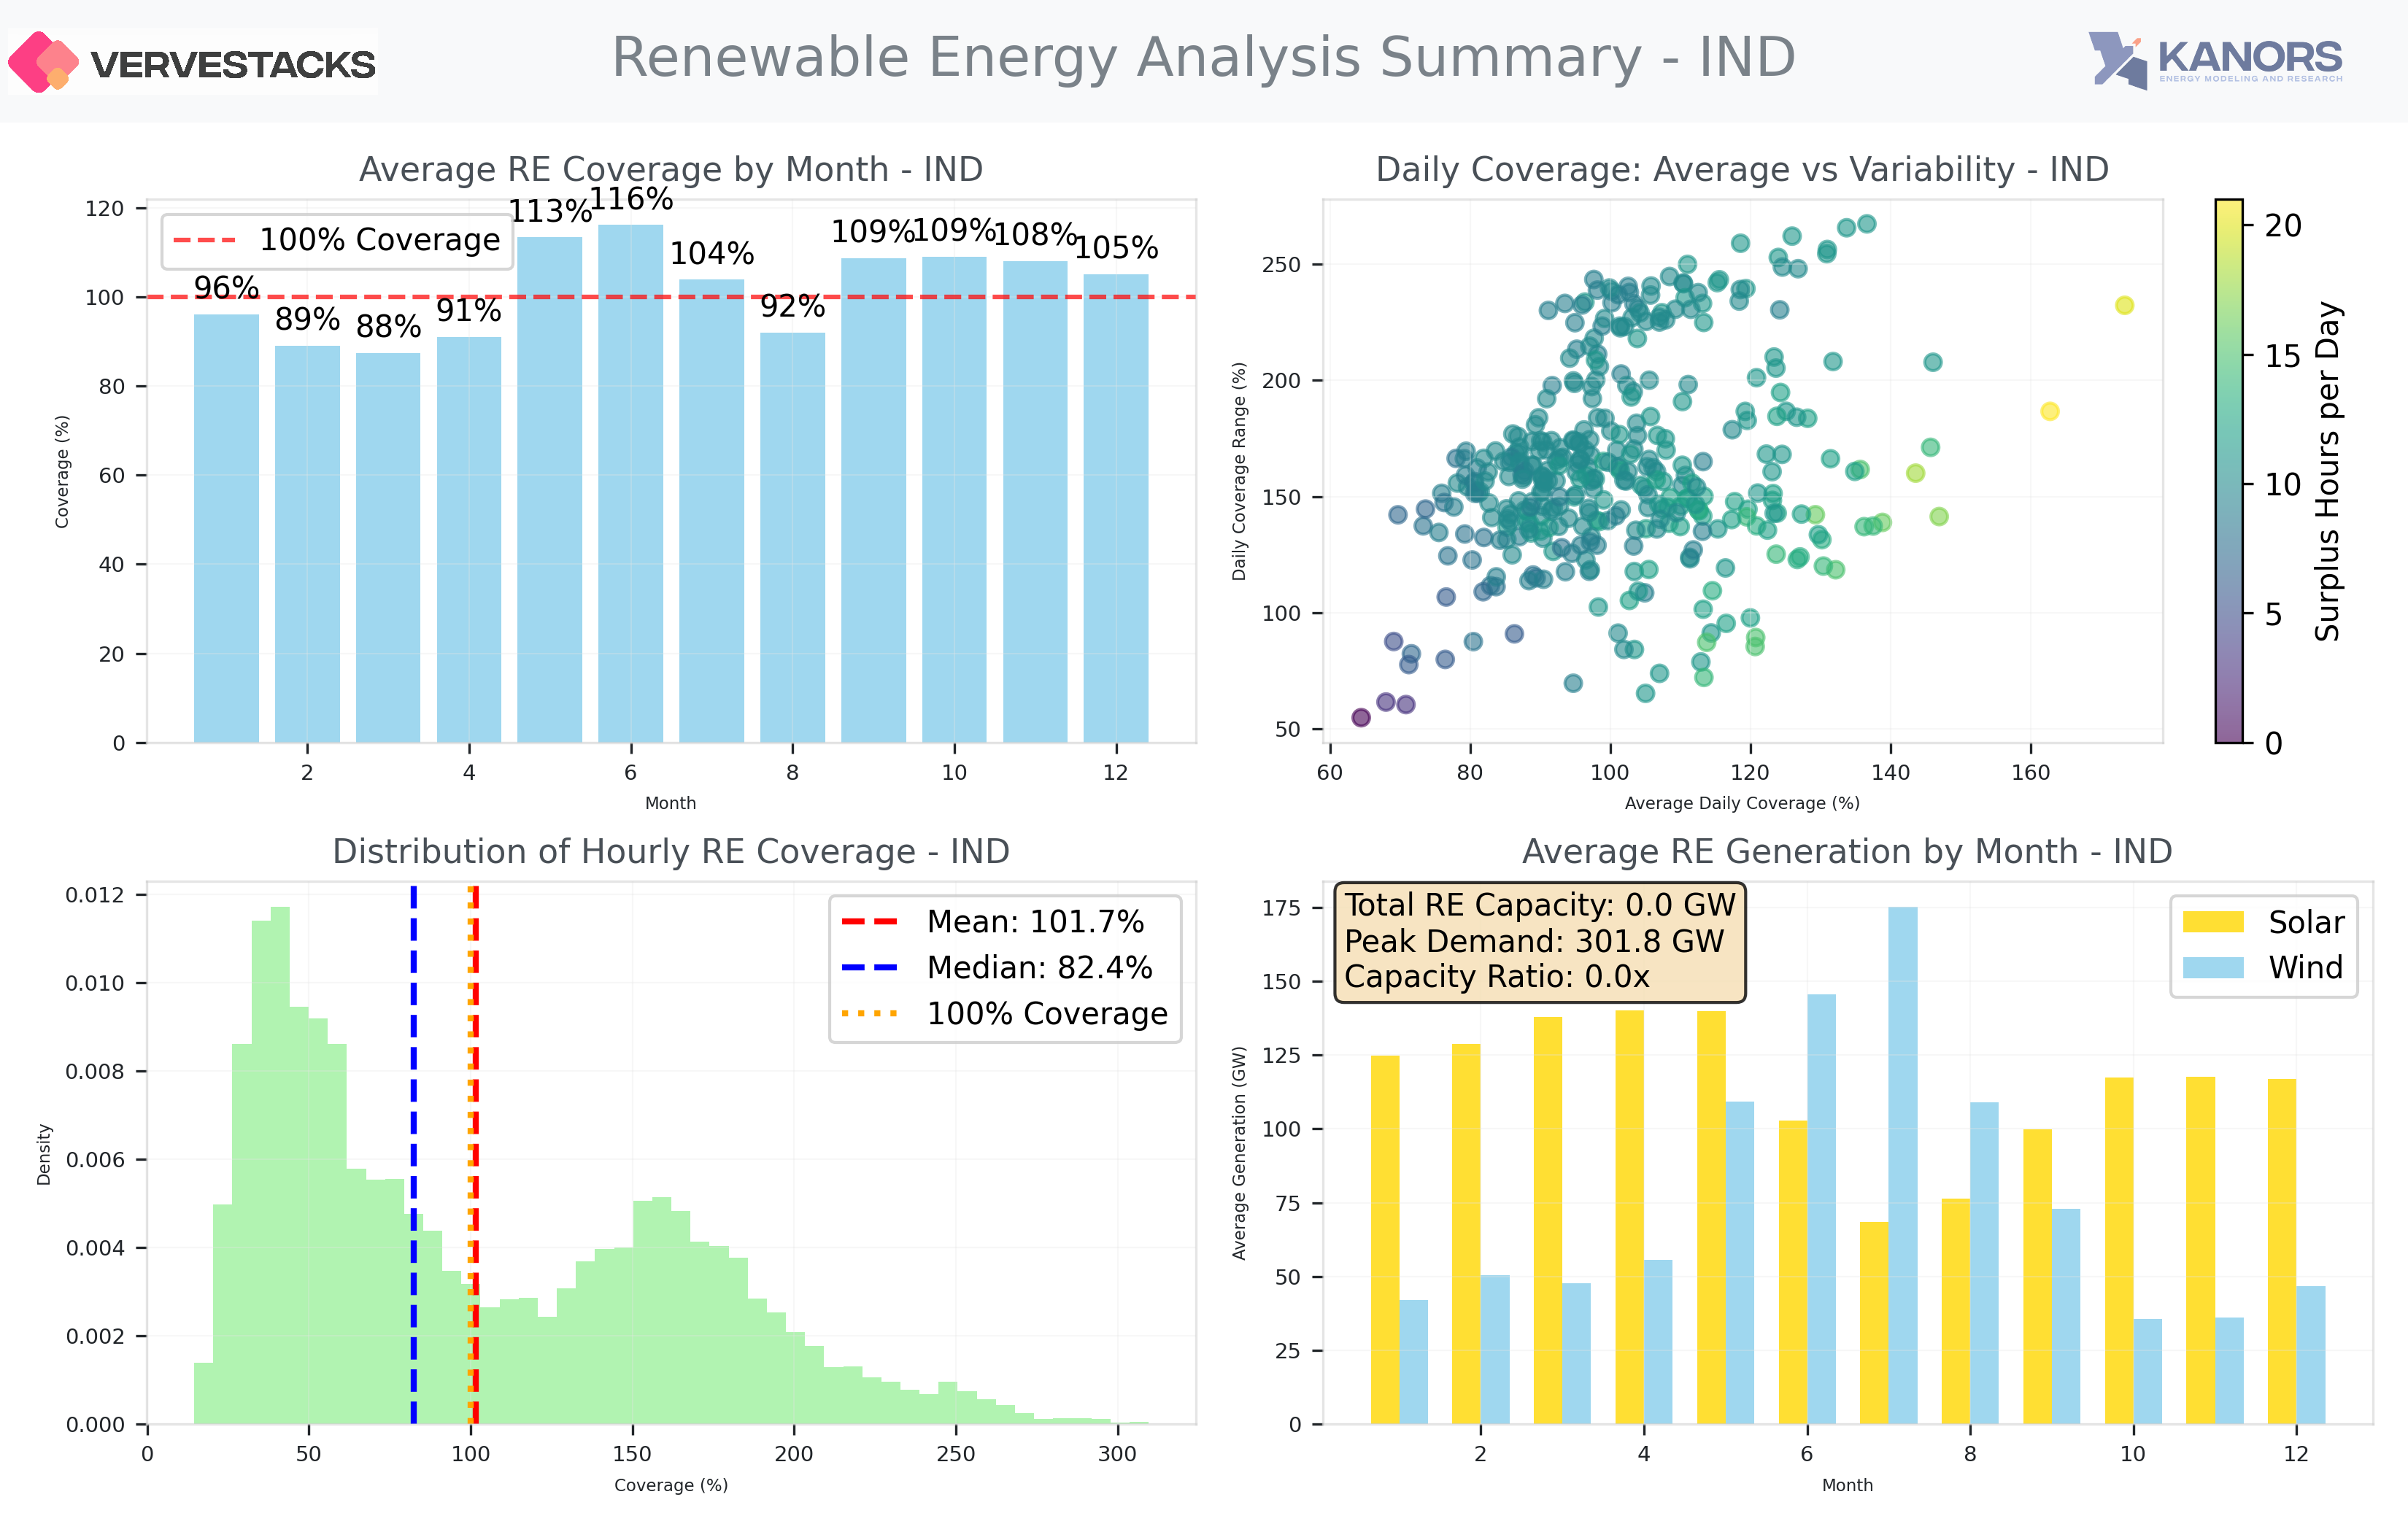 VERVESTACKS
Renewable Energy Analysis Summary - IND
KANORS
ENERGY MODELING AND RESEARCH
Average RE Coverage by Month - IND
100% Coverage
96%
89%
88%
91%
113%
116%
104%
92%
109%
109%
108%
105%
120
100
80
60
40
20
0
Coverage (%)
2
4
6
8
10
12
Month
Daily Coverage: Average vs Variability - IND
250
200
150
100
50
Daily Coverage Range (%)
60
80
100
120
140
160
Average Daily Coverage (%)
20
15
10
5
0
Surplus Hours per Day
Distribution of Hourly RE Coverage - IND
Mean: 101.7%
Median: 82.4%
100% Coverage
0.012
0.010
0.008
0.006
0.004
0.002
0.000
Density
0
50
100
150
200
250
300
Coverage (%)
Average RE Generation by Month - IND
Total RE Capacity: 0.0 GW
Peak Demand: 301.8 GW
Capacity Ratio: 0.0x
Solar
Wind
175
150
125
100
75
50
25
0
Average Generation (GW)
2
4
6
8
10
12
Month